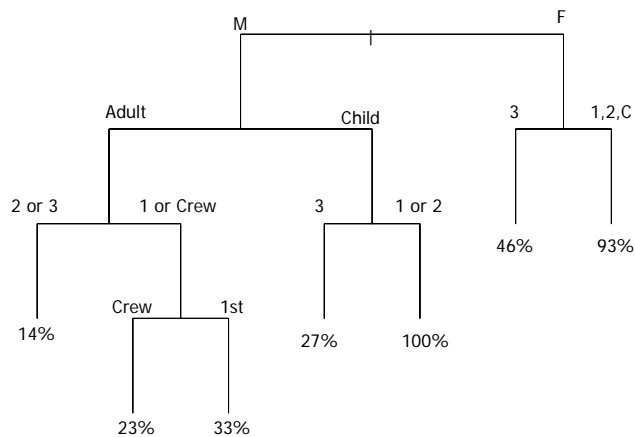 M
F
Adult
Child
3
1,2,C
2 or 3
1 or Crew
3
1 or 2
46%
93%
Crew
1st
14%
27%
100%
23%
33%